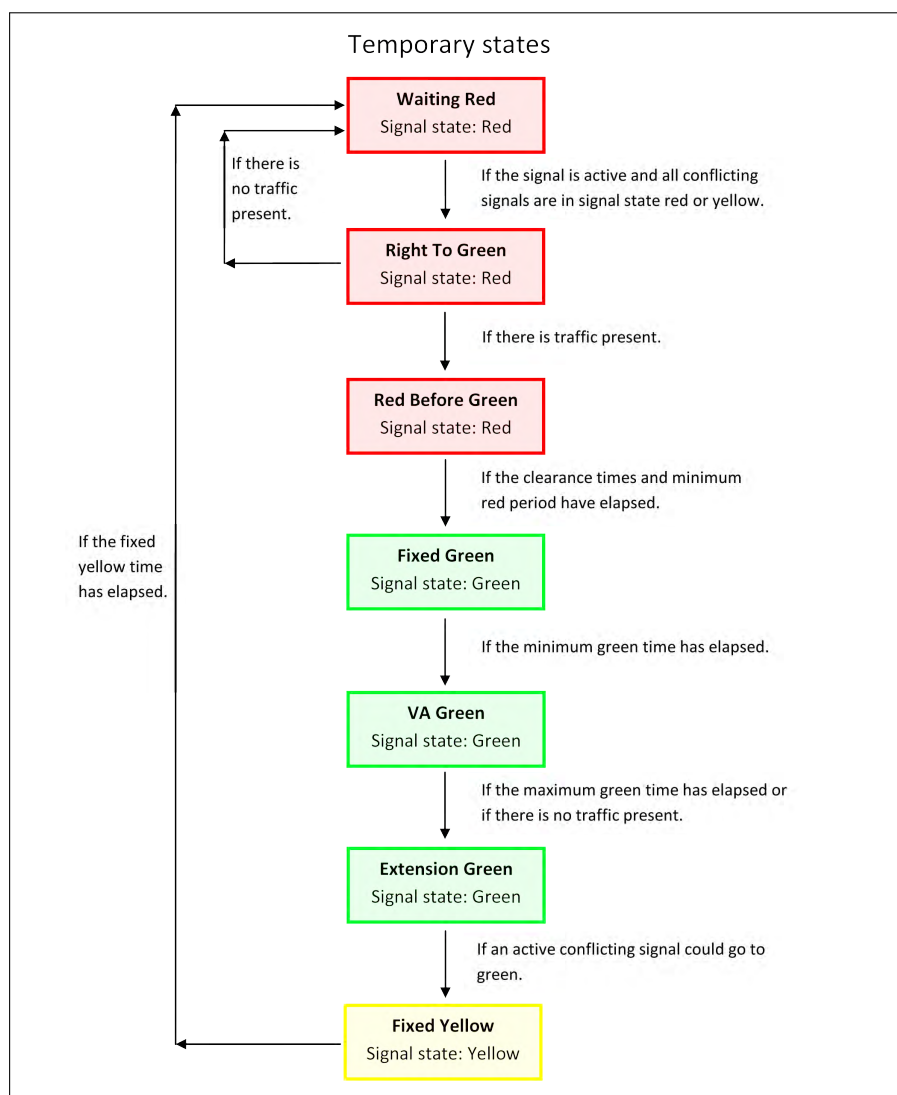 Temporary states
Waiting Red
Signal state: Red
If there is
no traffic
present.
If the signal is active and all conflicting
signals are in signal state red or yellow.
Right To Green
Signal state: Red
If there is traffic present.
Red Before Green
Signal state: Red
If the clearance times and minimum
red period have elapsed.
If the fixed
yellow time
has elapsed.
Fixed Green
Signal state: Green
If the minimum green time has elapsed.
VA Green
Signal state: Green
If the maximum green time has elapsed or
if there is no traffic present.
Extension Green
Signal state: Green
If an active conflicting signal could go to
green.
Fixed Yellow
Signal state: Yellow